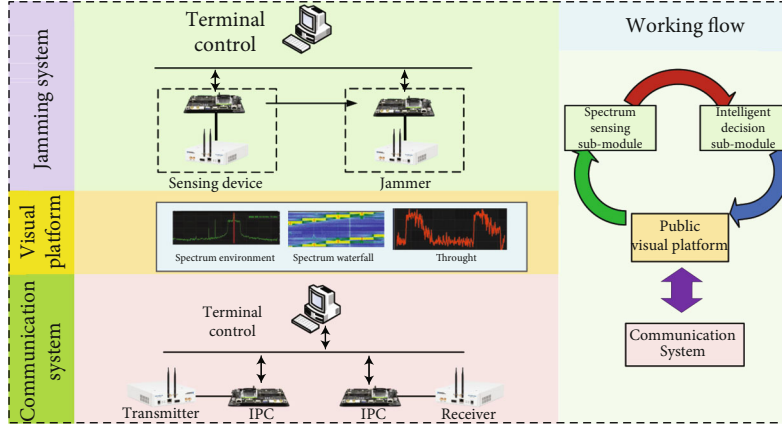 Jamming system
Terminal
control
Sensing device
Jammer
Visual
platform
Spectrum environment
Spectrum waterfall
Throught
Communication
system
Terminal
control
Transmitter
IPC
IPC
Receiver
Working flow
Spectrum
sensing
sub-module
Intelligent
decision
sub-module
Public
visual platform
Communication
System